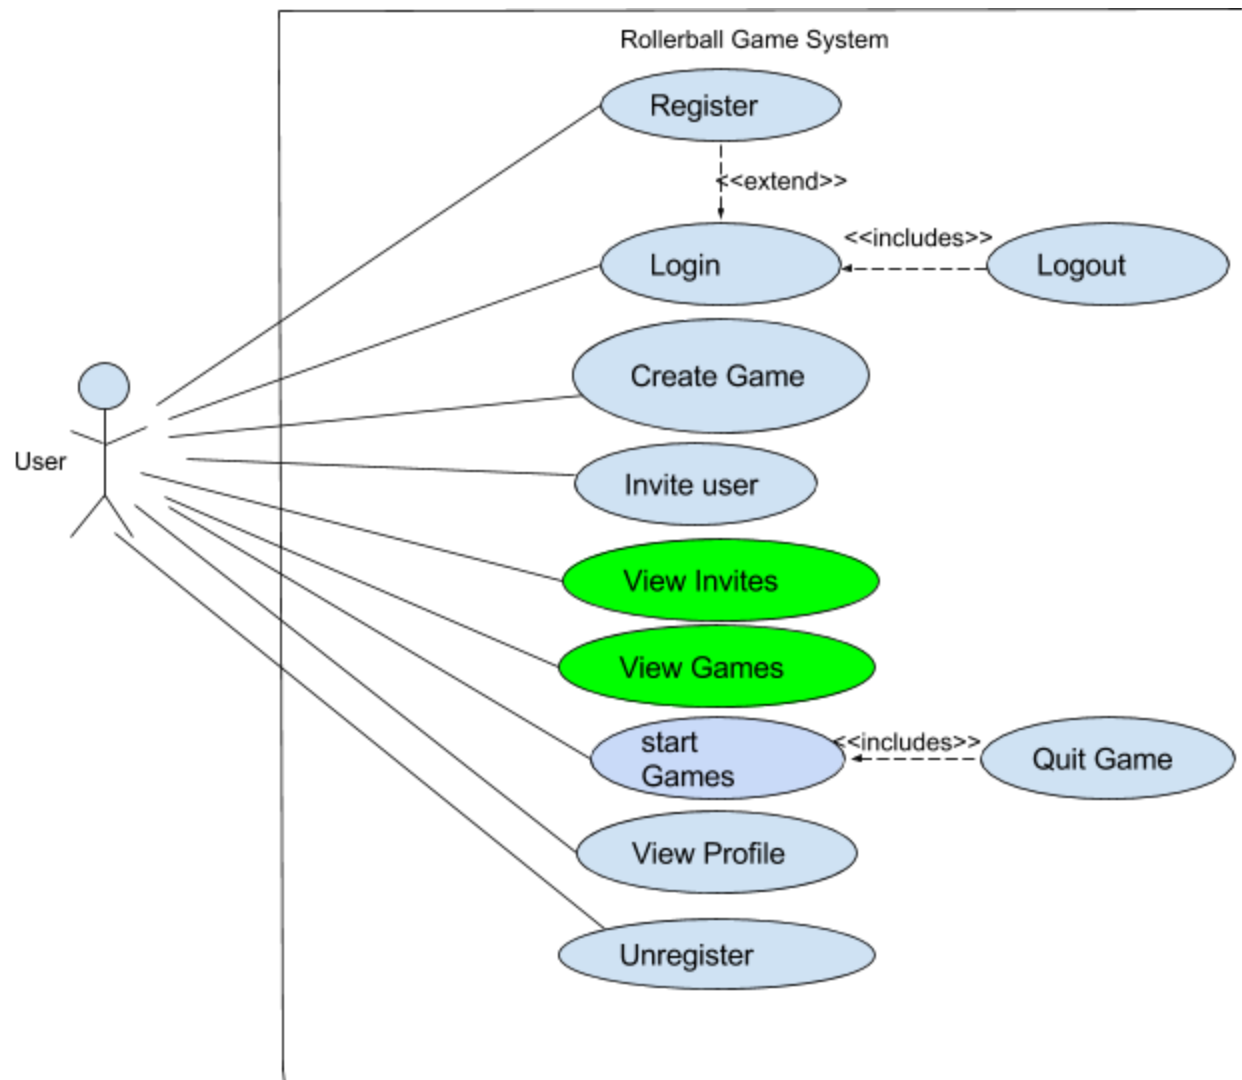 Rollerball Game System
Register
<<extend>>
Login
<<includes>>
Logout
Create Game
User
Invite user
View Invites
View Games
start
Games
<<includes>>
Quit Game
View Profile
Unregister